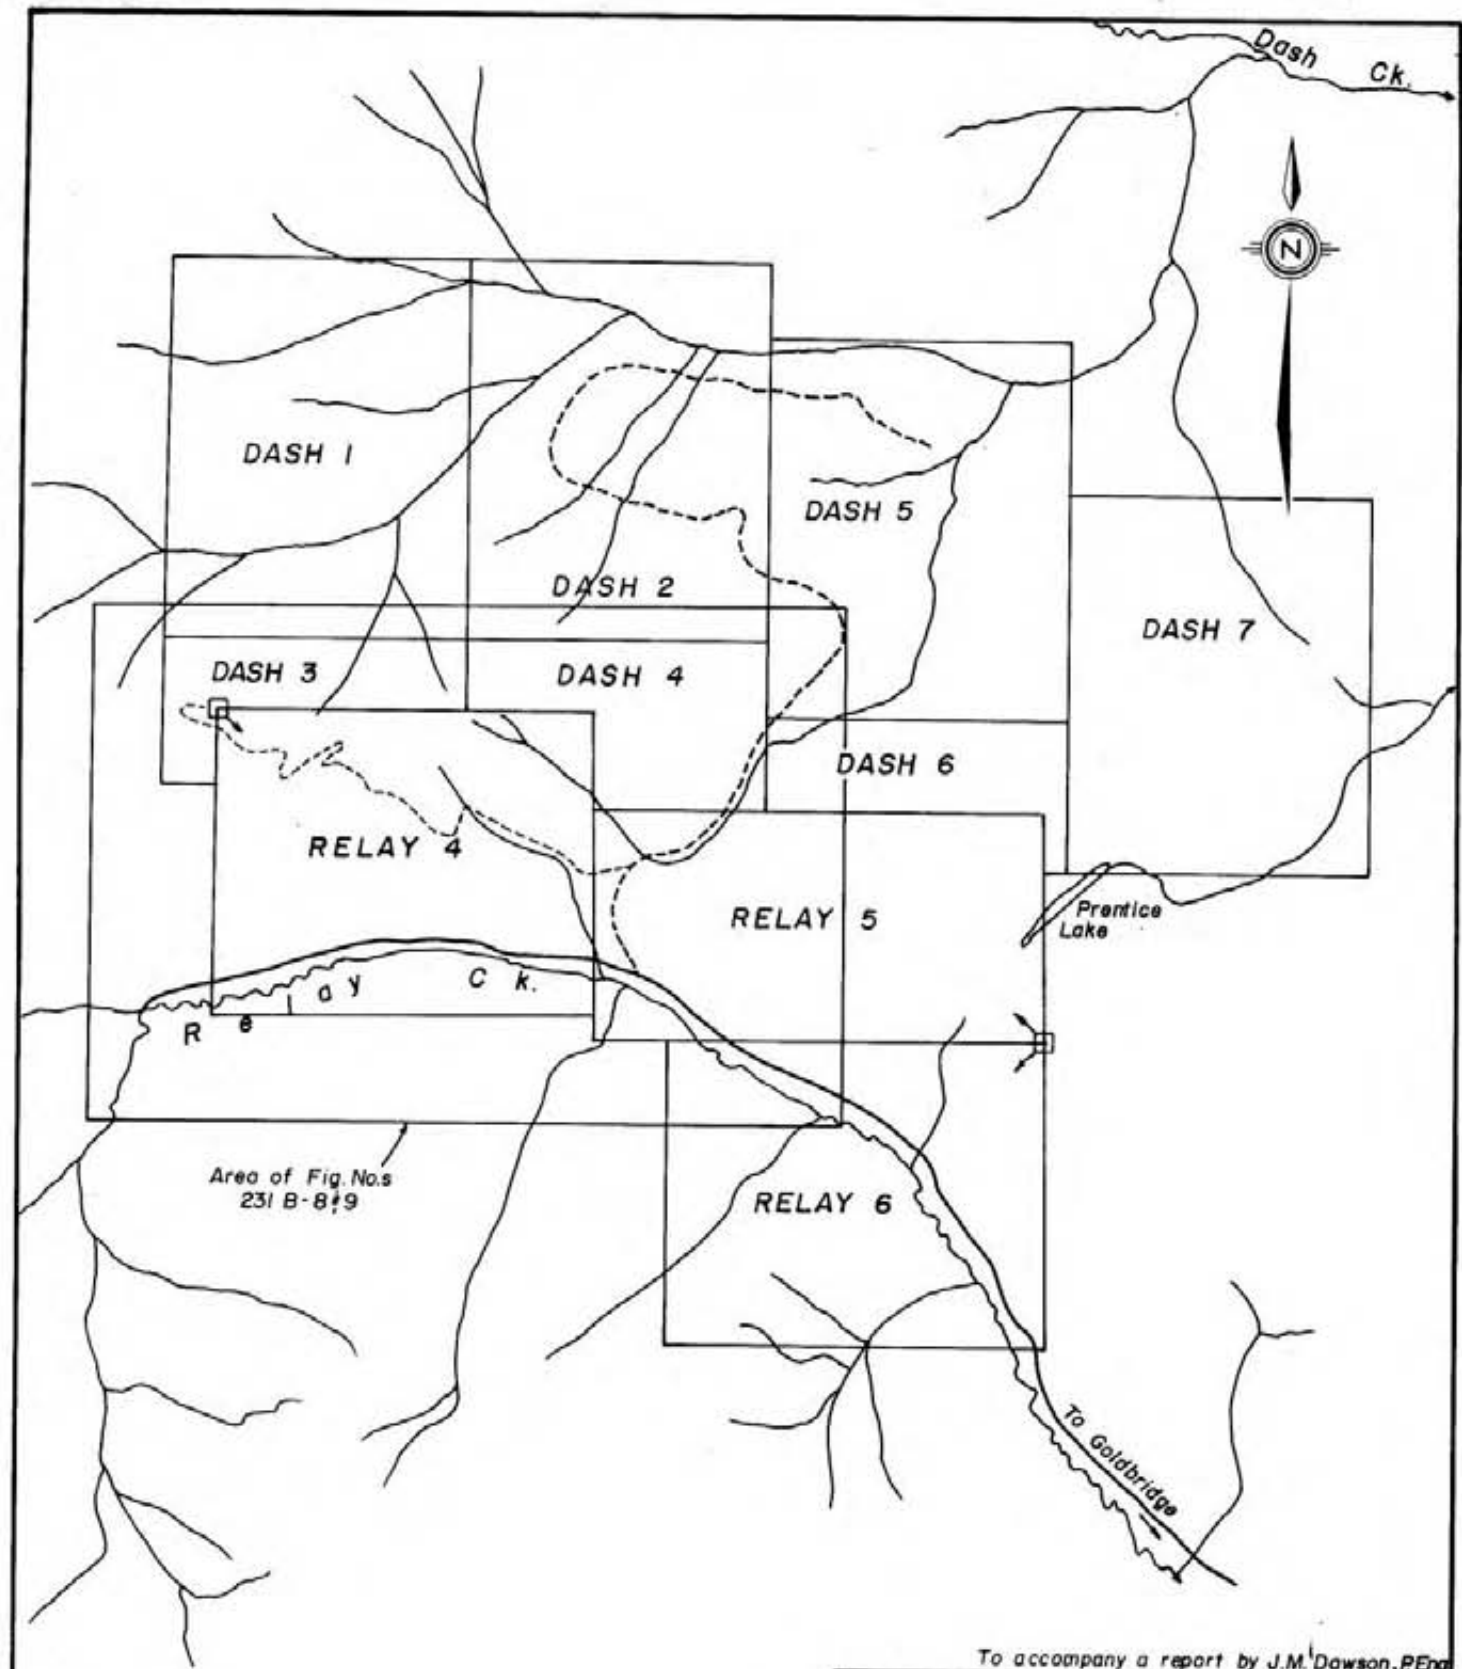 Dash Ck.
N
DASH 1
DASH 5
DASH 2
DASH 7
DASH 3
DASH 4
DASH 6
RELAY 4
RELAY 5
Prentice
Lake
Relay Ck.
Area of Fig. No.s
231 B-8&9
RELAY 6
To Goldbridge
To accompany a report by J.M. Dawson, P.Eng